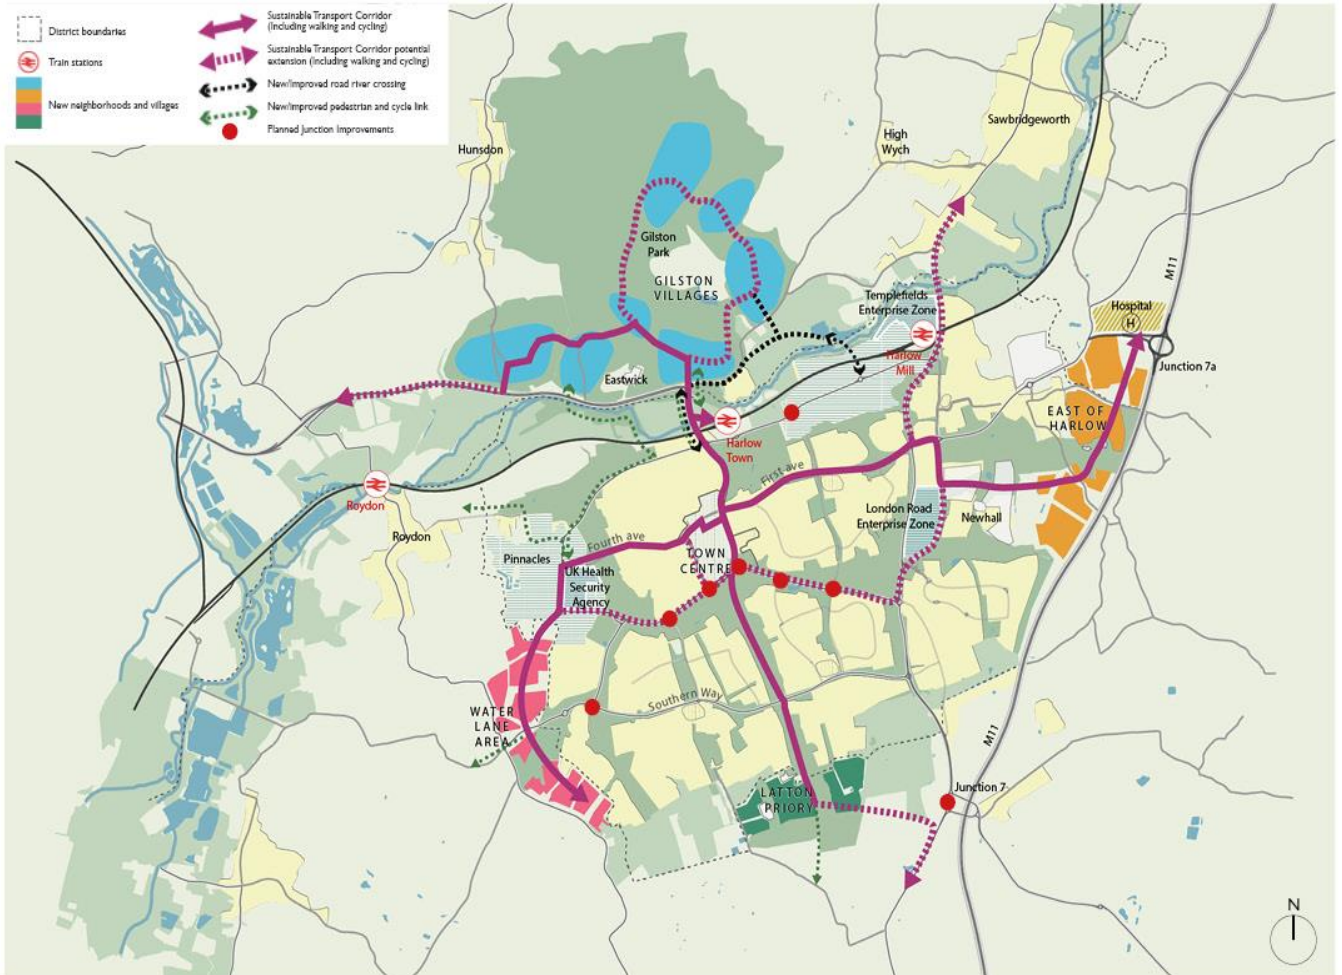 District boundaries
Train stations
New neighborhoods and villages
Sustainable Transport Corridor
(Including walking and cycling)
Sustainable Transport Corridor potential
extension (Including walking and cycling)
New/improved road river crossing
New/improved pedestrian and cycle link
Planned Junction Improvements
Hunsdon
High
Wych
Sawbridgeworth
Gilston
Park
GILSTON
VILLAGES
M11
Templefields
Enterprise Zone
Hospital
H
Harlow
Mill
Junction 7a
Eastwick
EAST OF
HARLOW
Harlow
Town
First ave
Roydon
Roydon
London Road
Enterprise Zone
Newhall
Fourth ave
Pinnacles
TOWN
CENTRE
UK Health
Security
Agency
Southern Way
WATER
LANE
AREA
M11
LATTON
PRIORY
Junction 7
N